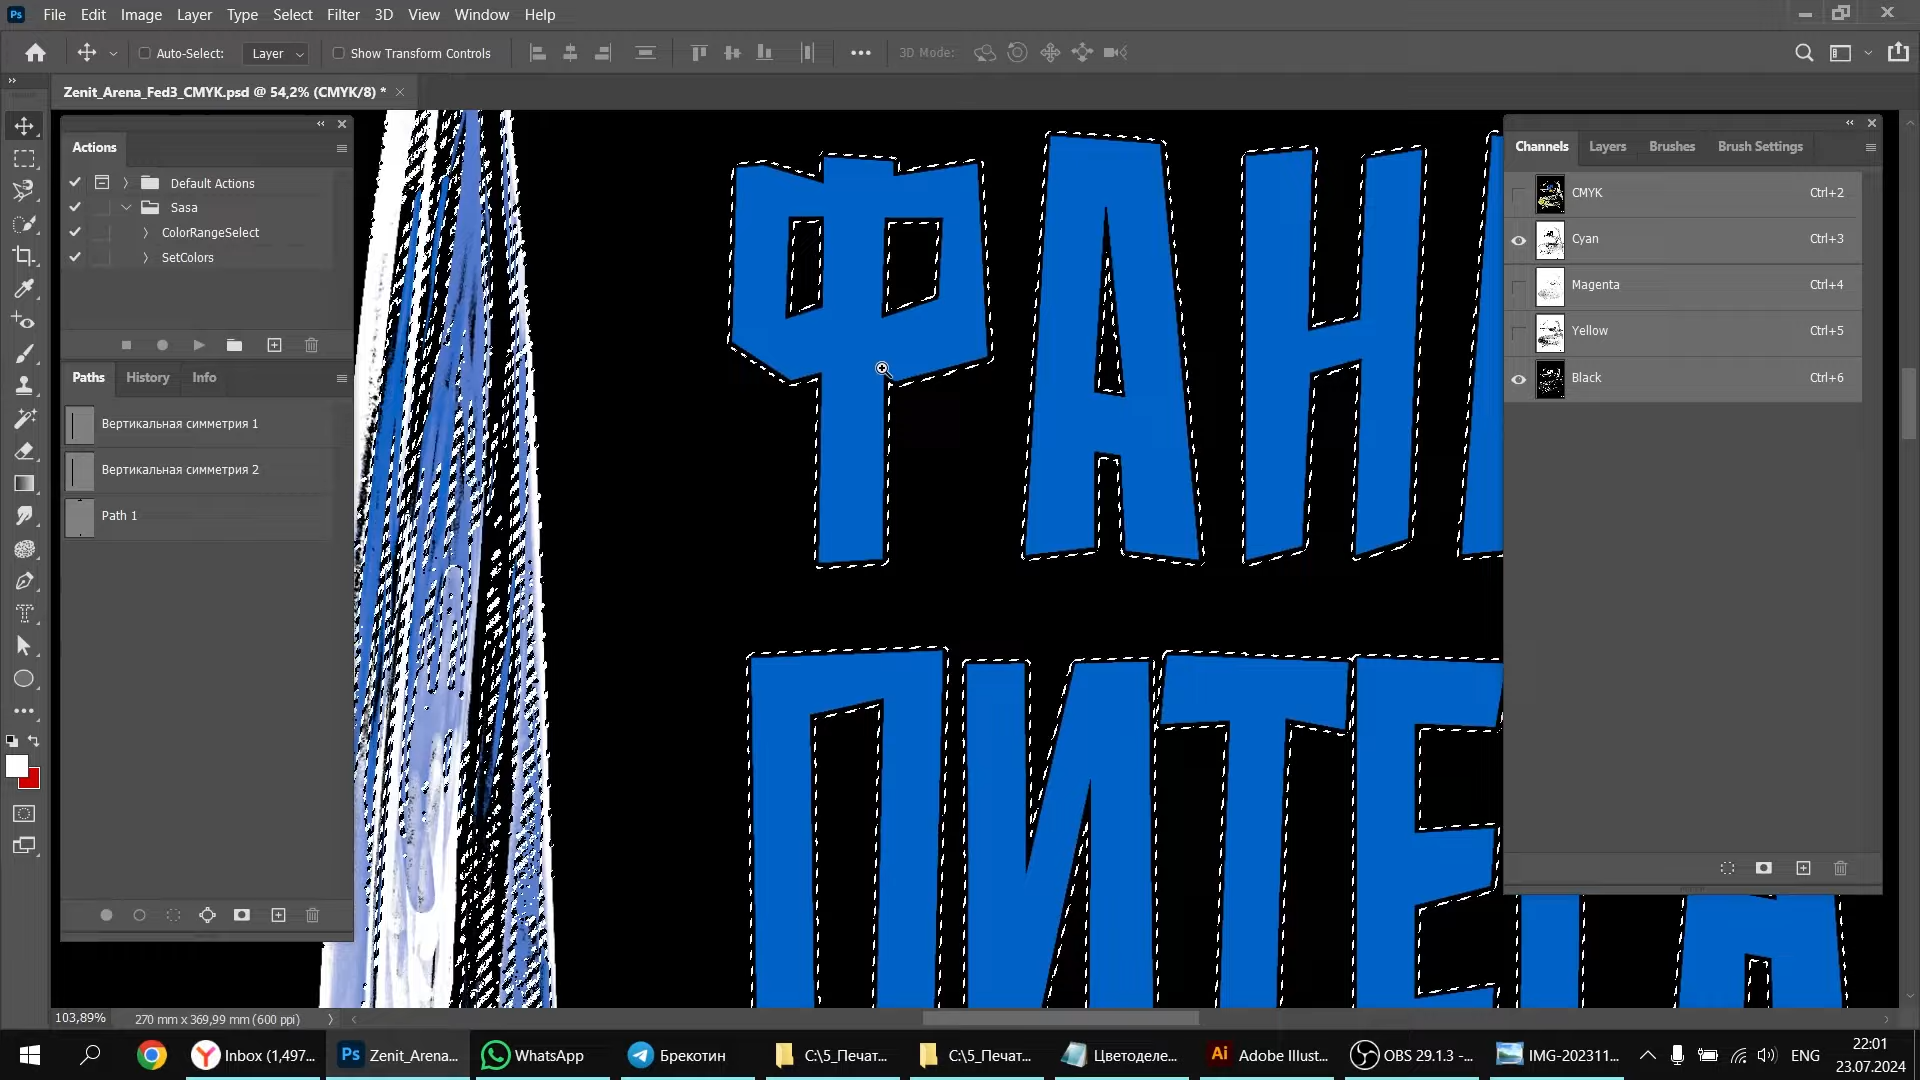 File Edit Image Layer Type Select Filter 3D View Window Help
Auto-Select: Layer Show Transform Controls 3D Mode:
Zenit_Arena_Fed3_CMYK.psd @ 54,2% (CMYK/8) *
Actions
Default Actions
Sasa
ColorRangeSelect
SetColors
Paths History Info
Вертикальная симметрия 1
Вертикальная симметрия 2
Path 1
ФАН
ПИТЕ
Channels Layers Brushes Brush Settings
CMYK Ctrl+2
Cyan Ctrl+3
Magenta Ctrl+4
Yellow Ctrl+5
Black Ctrl+6
103,89% 270 mm x 369,99 mm (600 ppi)
Inbox (1,497... Zenit_Arena... WhatsApp Брекотин C:\5_Печат... C:\5_Печат... Цветоделе... Adobe Illust... OBS 29.1.3 -... IMG-202311... ENG
22:01
23.07.2024